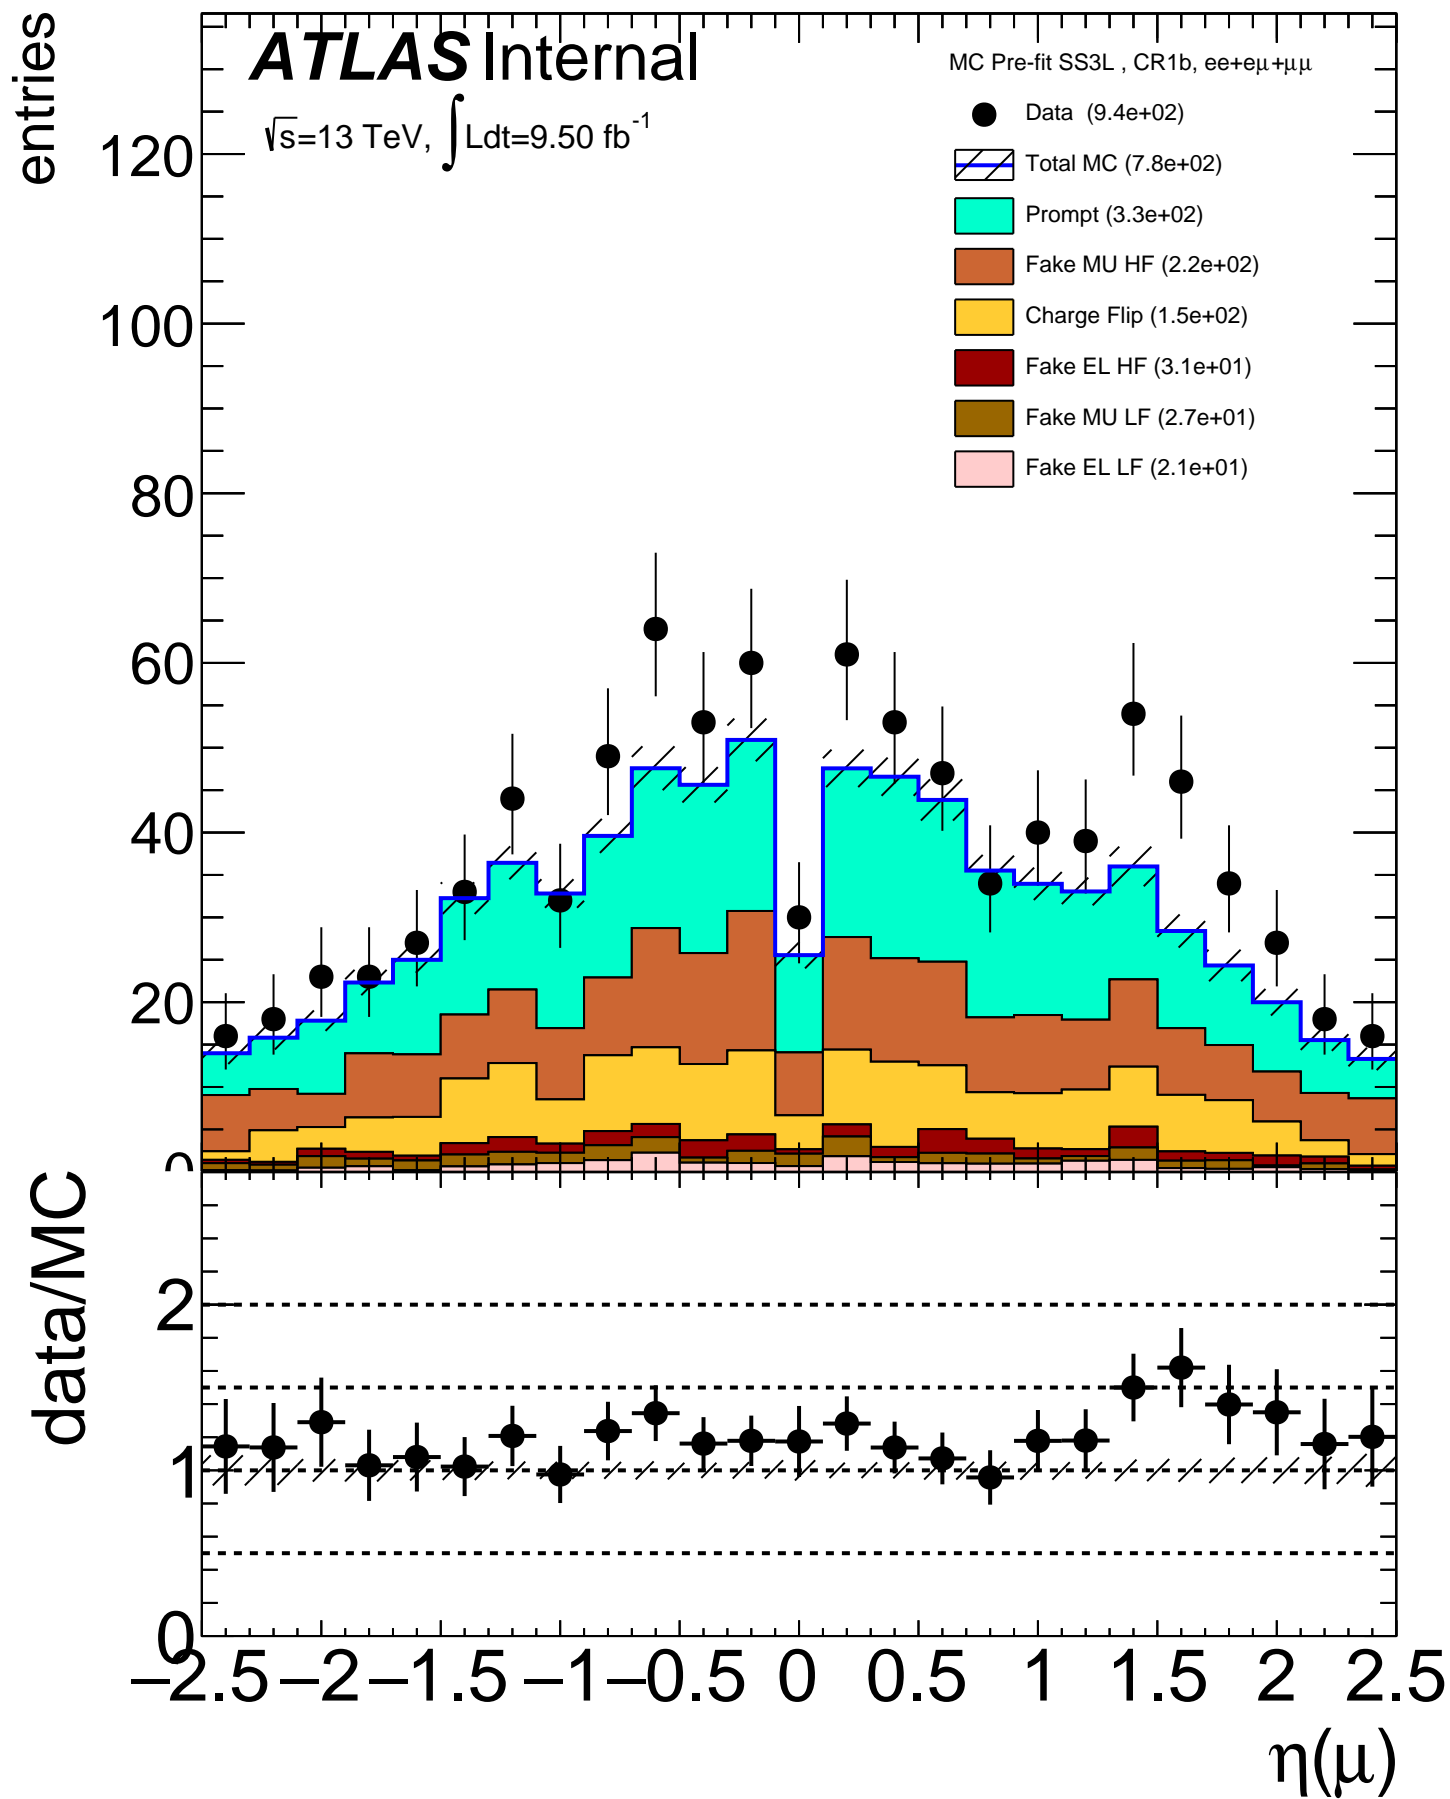 entries
ATLAS Internal
√s=13 TeV, ∫Ldt=9.50 fb⁻¹
MC Pre-fit SS3L , CR1b, ee+eμ+μμ
Data (9.4e+02)
Total MC (7.8e+02)
Prompt (3.3e+02)
Fake MU HF (2.2e+02)
Charge Flip (1.5e+02)
Fake EL HF (3.1e+01)
Fake MU LF (2.7e+01)
Fake EL LF (2.1e+01)
120
100
80
60
40
20
0
data/MC
2
1
0
−2.5 −2 −1.5 −1 −0.5 0 0.5 1 1.5 2 2.5
η(μ)